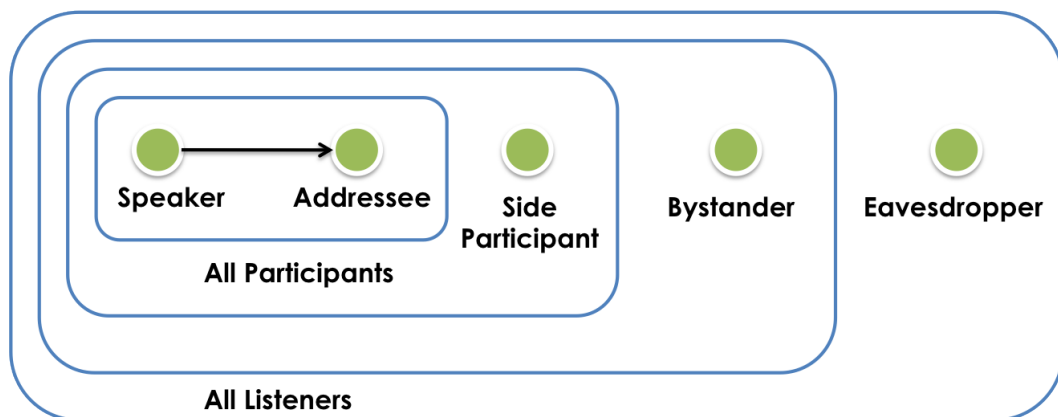 Speaker
Addressee
Side
Participant
Bystander
Eavesdropper
All Participants
All Listeners